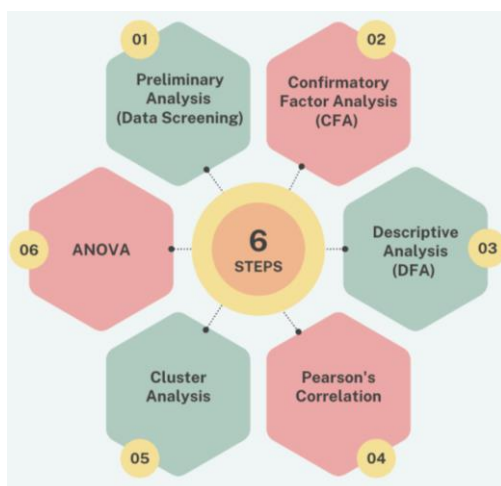 01
Preliminary
Analysis
(Data Screening)
02
Confirmatory
Factor Analysis
(CFA)
03
Descriptive
Analysis
(DFA)
04
Pearson's
Correlation
05
Cluster
Analysis
06
ANOVA
6
STEPS